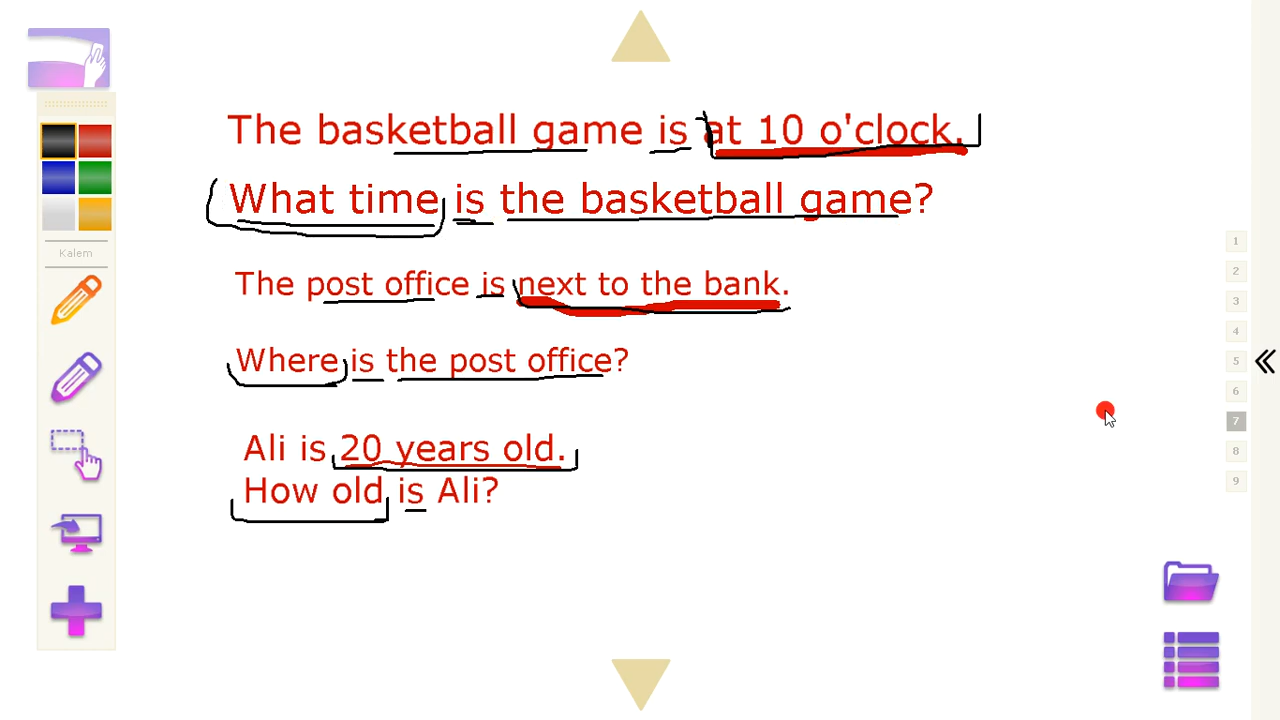 The basketball game is at 10 o'clock.
What time is the basketball game?
The post office is next to the bank.
Where is the post office?
Ali is 20 years old.
How old is Ali?
Kalem
1
2
3
4
5
6
7
8
9